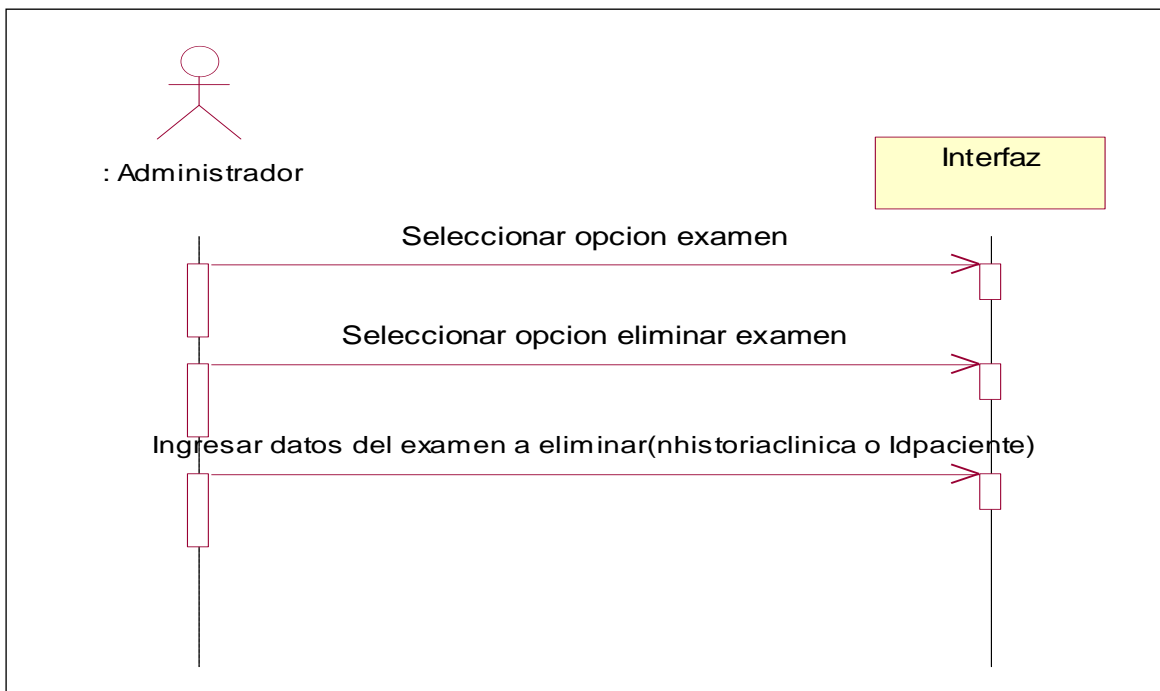 : Administrador
Interfaz
Seleccionar opcion examen
Seleccionar opcion eliminar examen
Ingresar datos del examen a eliminar(nhistoriaclinica o Idpaciente)